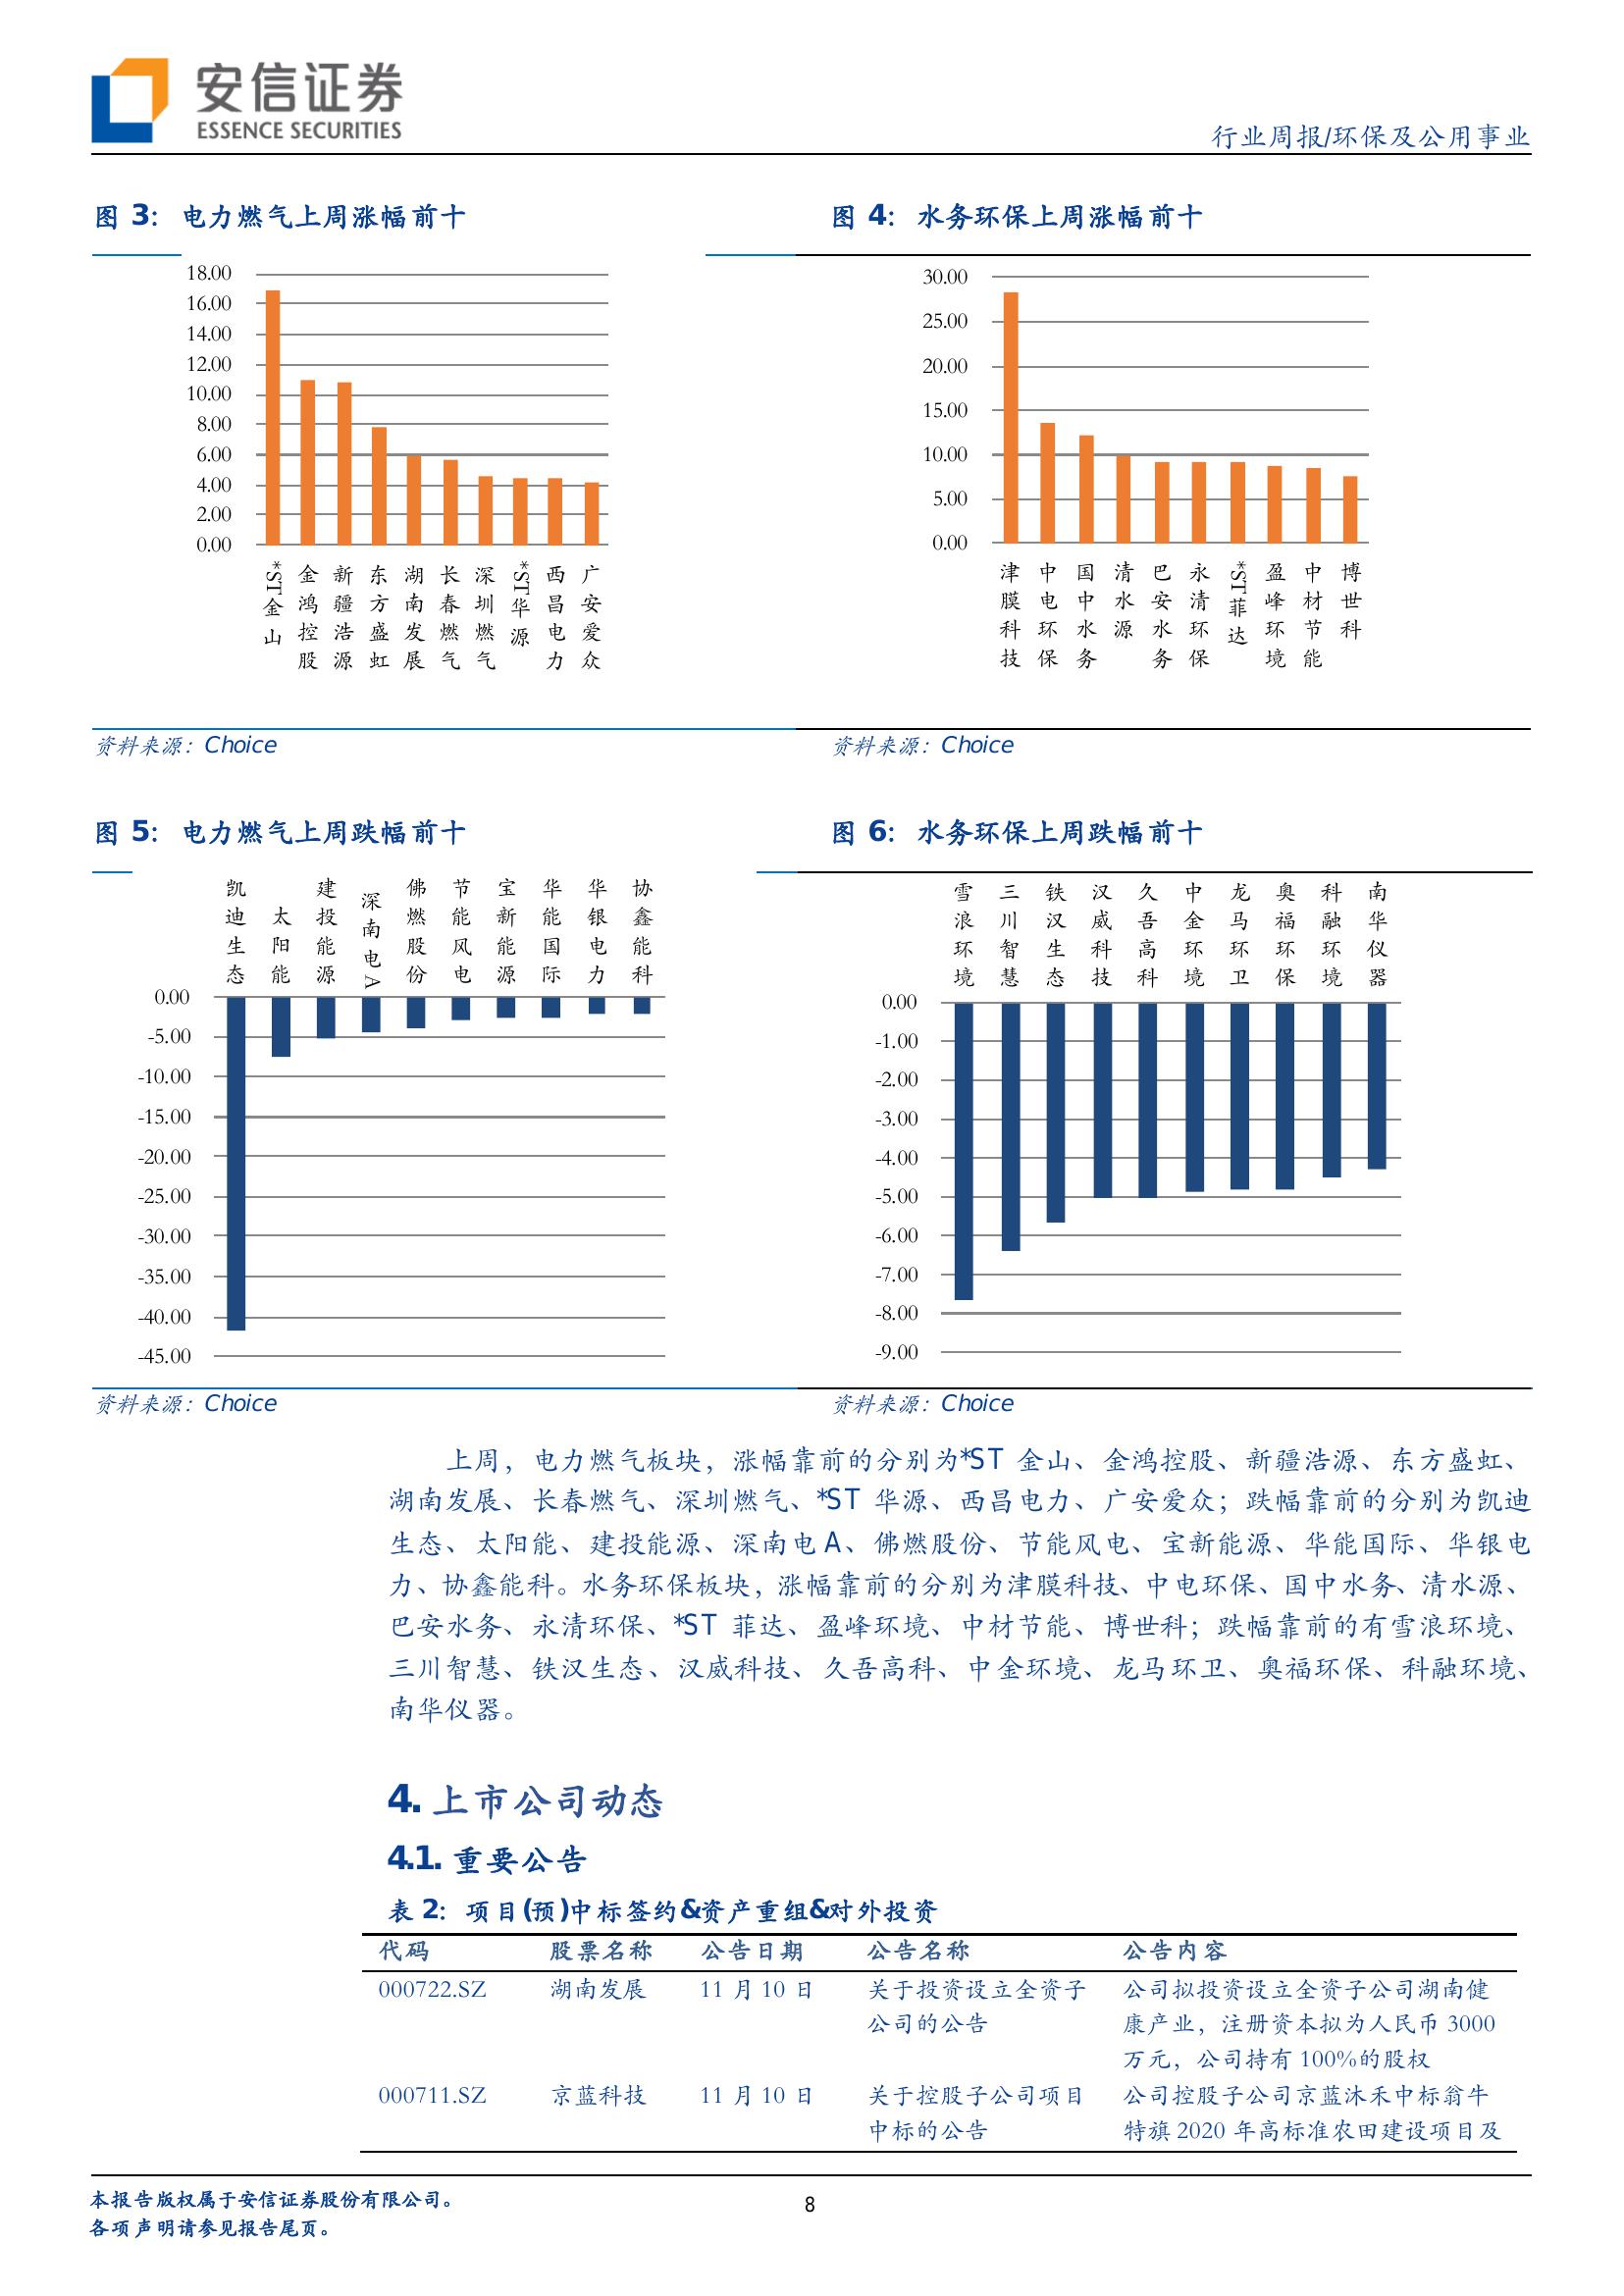 安信证券
ESSENCE SECURITIES
行业周报/环保及公用事业
图 3： 电力燃气上周涨幅前十
18.00
16.00
14.00
12.00
10.00
8.00
6.00
4.00
2.00
0.00
*ST金山
金鸿控股
新疆浩源
东方盛虹
湖南发展
长春燃气
深圳燃气
*ST华源
西昌电力
广安爱众
资料来源：Choice
图 4： 水务环保上周涨幅前十
30.00
25.00
20.00
15.00
10.00
5.00
0.00
津膜科技
中电环保
国中水务
清水源
巴安水务
永清环保
*ST菲达
盈峰环境
中材节能
博世科
资料来源：Choice
图 5： 电力燃气上周跌幅前十
凯迪生态
太阳能
建投能源
深南电A
佛燃股份
节能风电
宝新能源
华能国际
华银电力
协鑫能科
0.00
-5.00
-10.00
-15.00
-20.00
-25.00
-30.00
-35.00
-40.00
-45.00
资料来源：Choice
图 6： 水务环保上周跌幅前十
雪浪环境
三川智慧
铁汉生态
汉威科技
久吾高科
中金环境
龙马环卫
奥福环保
科融环境
南华仪器
0.00
-1.00
-2.00
-3.00
-4.00
-5.00
-6.00
-7.00
-8.00
-9.00
资料来源：Choice
上周，电力燃气板块，涨幅靠前的分别为*ST 金山、金鸿控股、新疆浩源、东方盛虹、
湖南发展、长春燃气、深圳燃气、*ST 华源、西昌电力、广安爱众；跌幅靠前的分别为凯迪
生态、太阳能、建投能源、深南电 A、佛燃股份、节能风电、宝新能源、华能国际、华银电
力、协鑫能科。水务环保板块，涨幅靠前的分别为津膜科技、中电环保、国中水务、清水源、
巴安水务、永清环保、*ST 菲达、盈峰环境、中材节能、博世科；跌幅靠前的有雪浪环境、
三川智慧、铁汉生态、汉威科技、久吾高科、中金环境、龙马环卫、奥福环保、科融环境、
南华仪器。
4. 上市公司动态
4.1. 重要公告
表 2：项目(预)中标签约&资产重组&对外投资
代码 股票名称 公告日期 公告名称 公告内容
000722.SZ 湖南发展 11 月 10 日 关于投资设立全资子 公司拟投资设立全资子公司湖南健
公司的公告 康产业，注册资本拟为人民币 3000
万元，公司持有 100%的股权
000711.SZ 京蓝科技 11 月 10 日 关于控股子公司项目 公司控股子公司京蓝沐禾中标翁牛
中标的公告 特旗 2020 年高标准农田建设项目及
本报告版权属于安信证券股份有限公司。
各项声明请参见报告尾页。
8